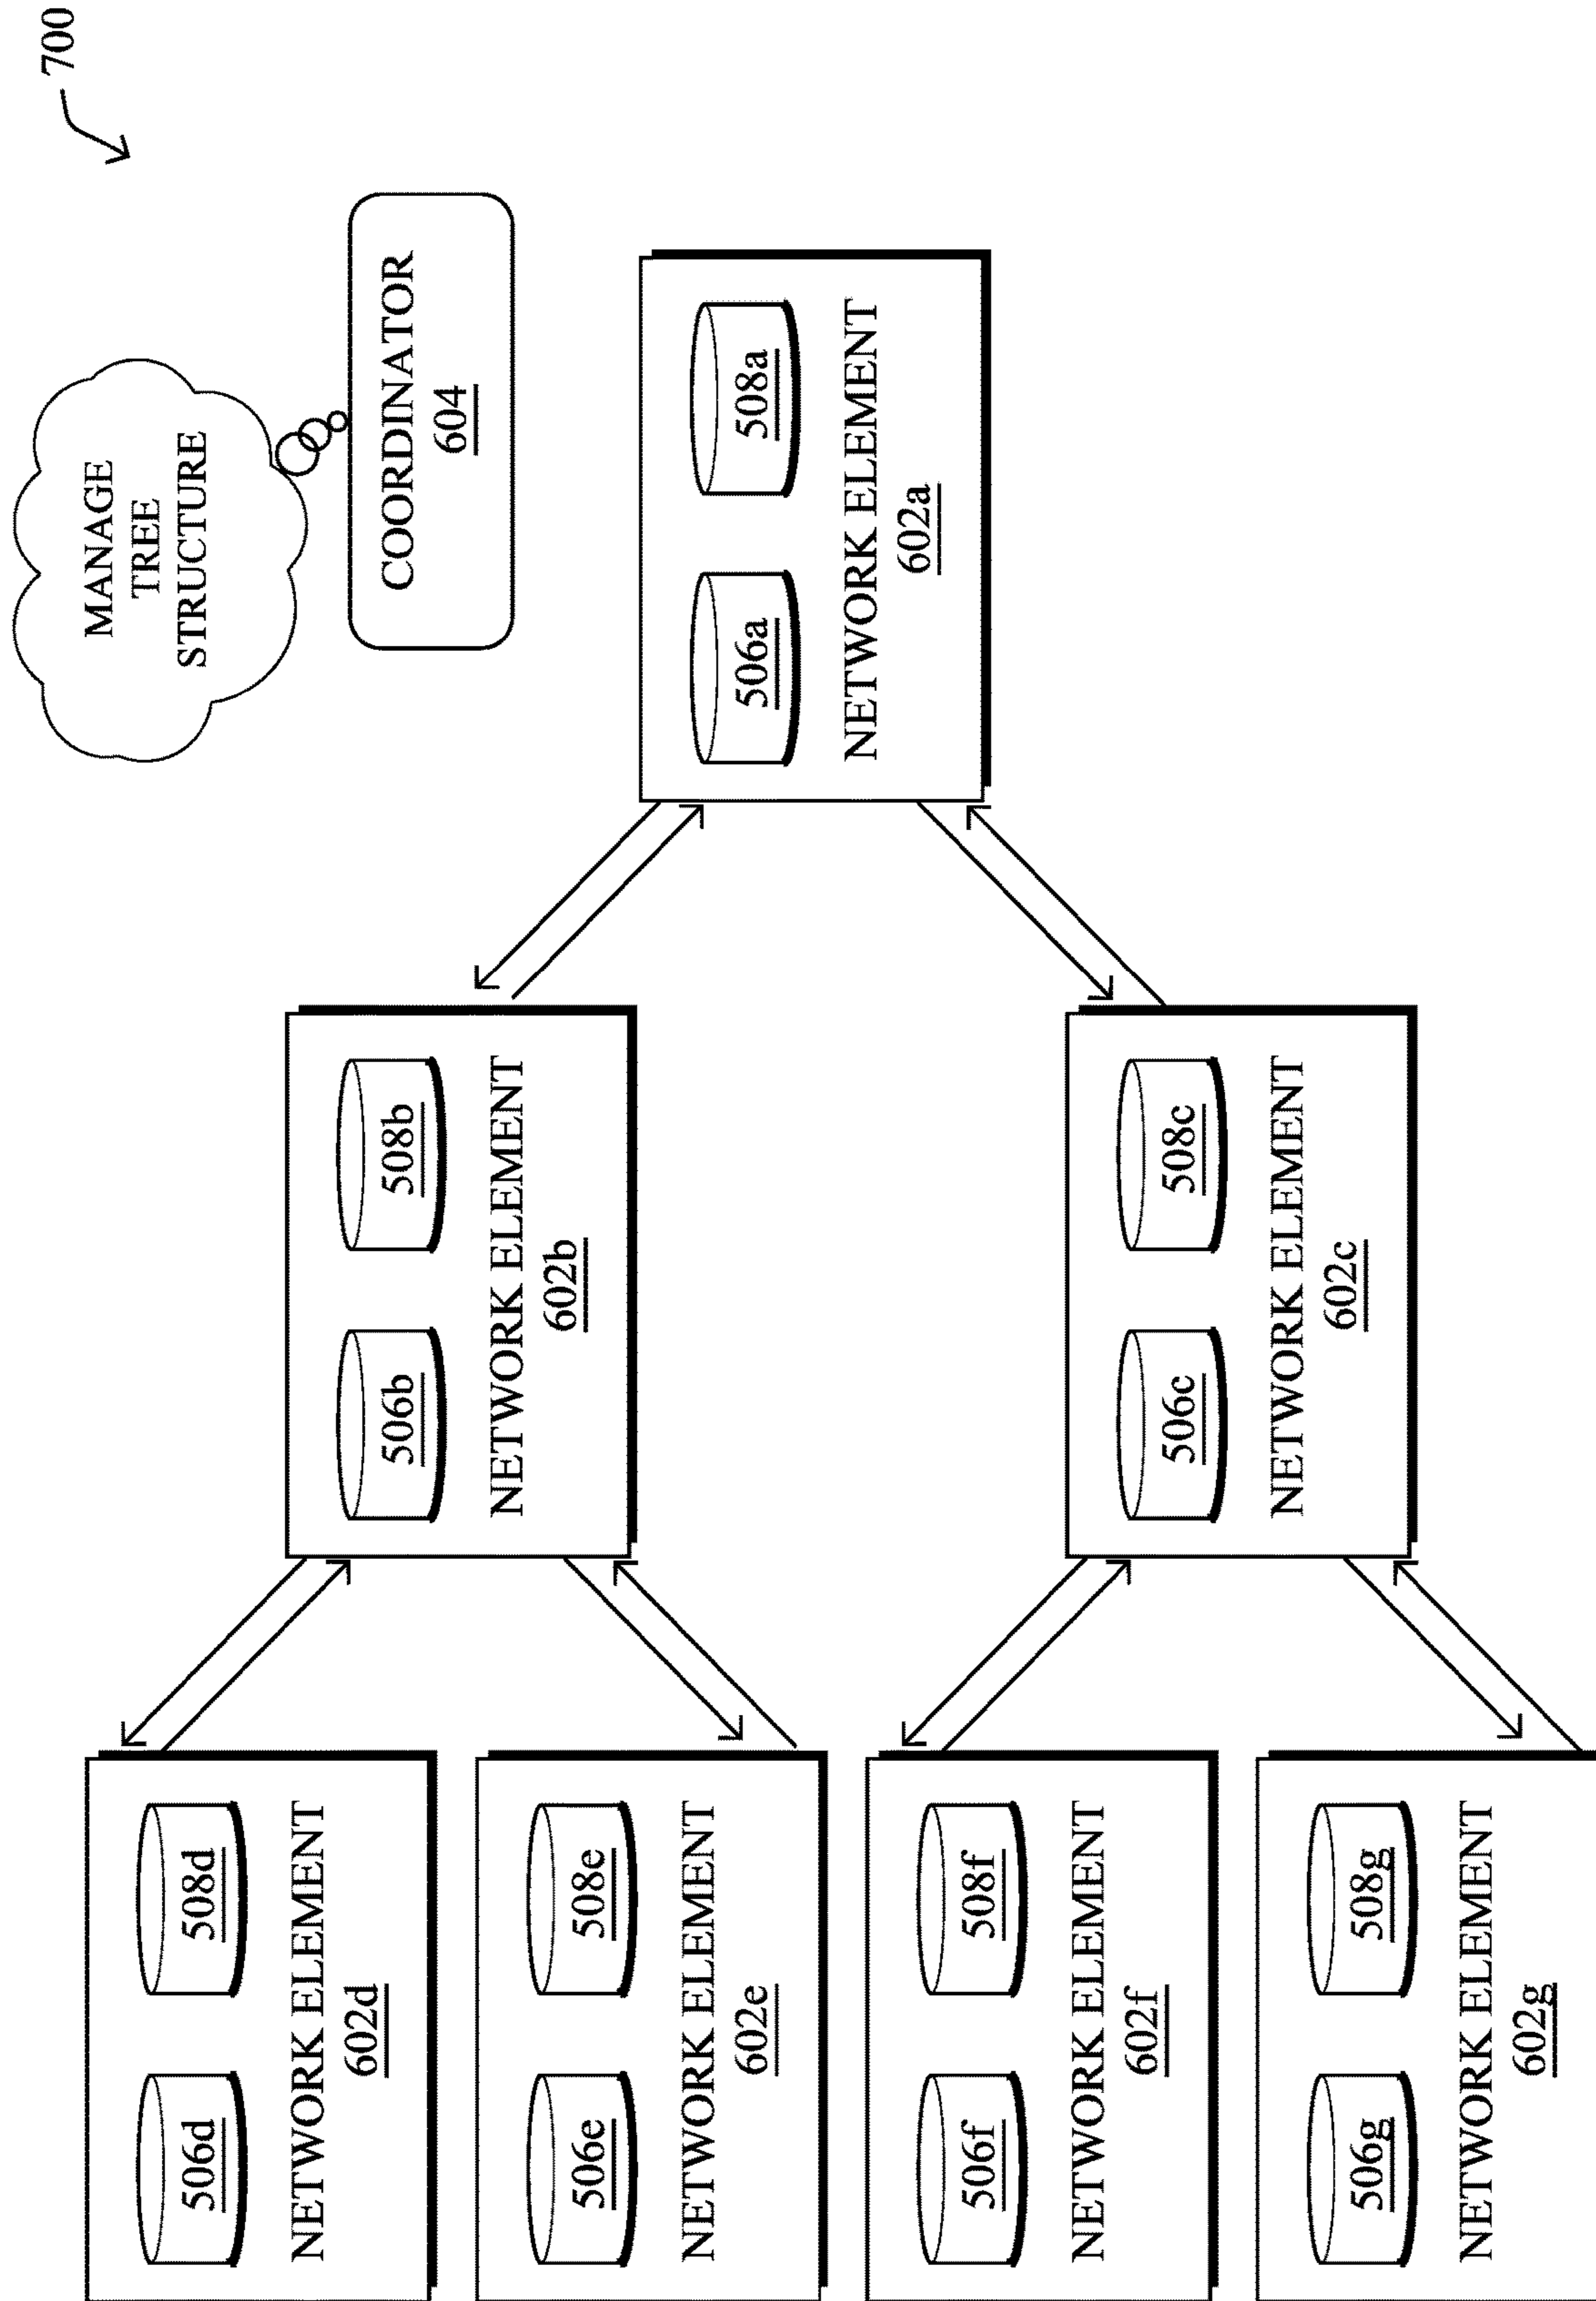 700
MANAGE
TREE
STRUCTURE
COORDINATOR
604
506a 508a
NETWORK ELEMENT
602a
506b 508b
NETWORK ELEMENT
602b
506c 508c
NETWORK ELEMENT
602c
506d 508d
NETWORK ELEMENT
602d
506e 508e
NETWORK ELEMENT
602e
506f 508f
NETWORK ELEMENT
602f
506g 508g
NETWORK ELEMENT
602g